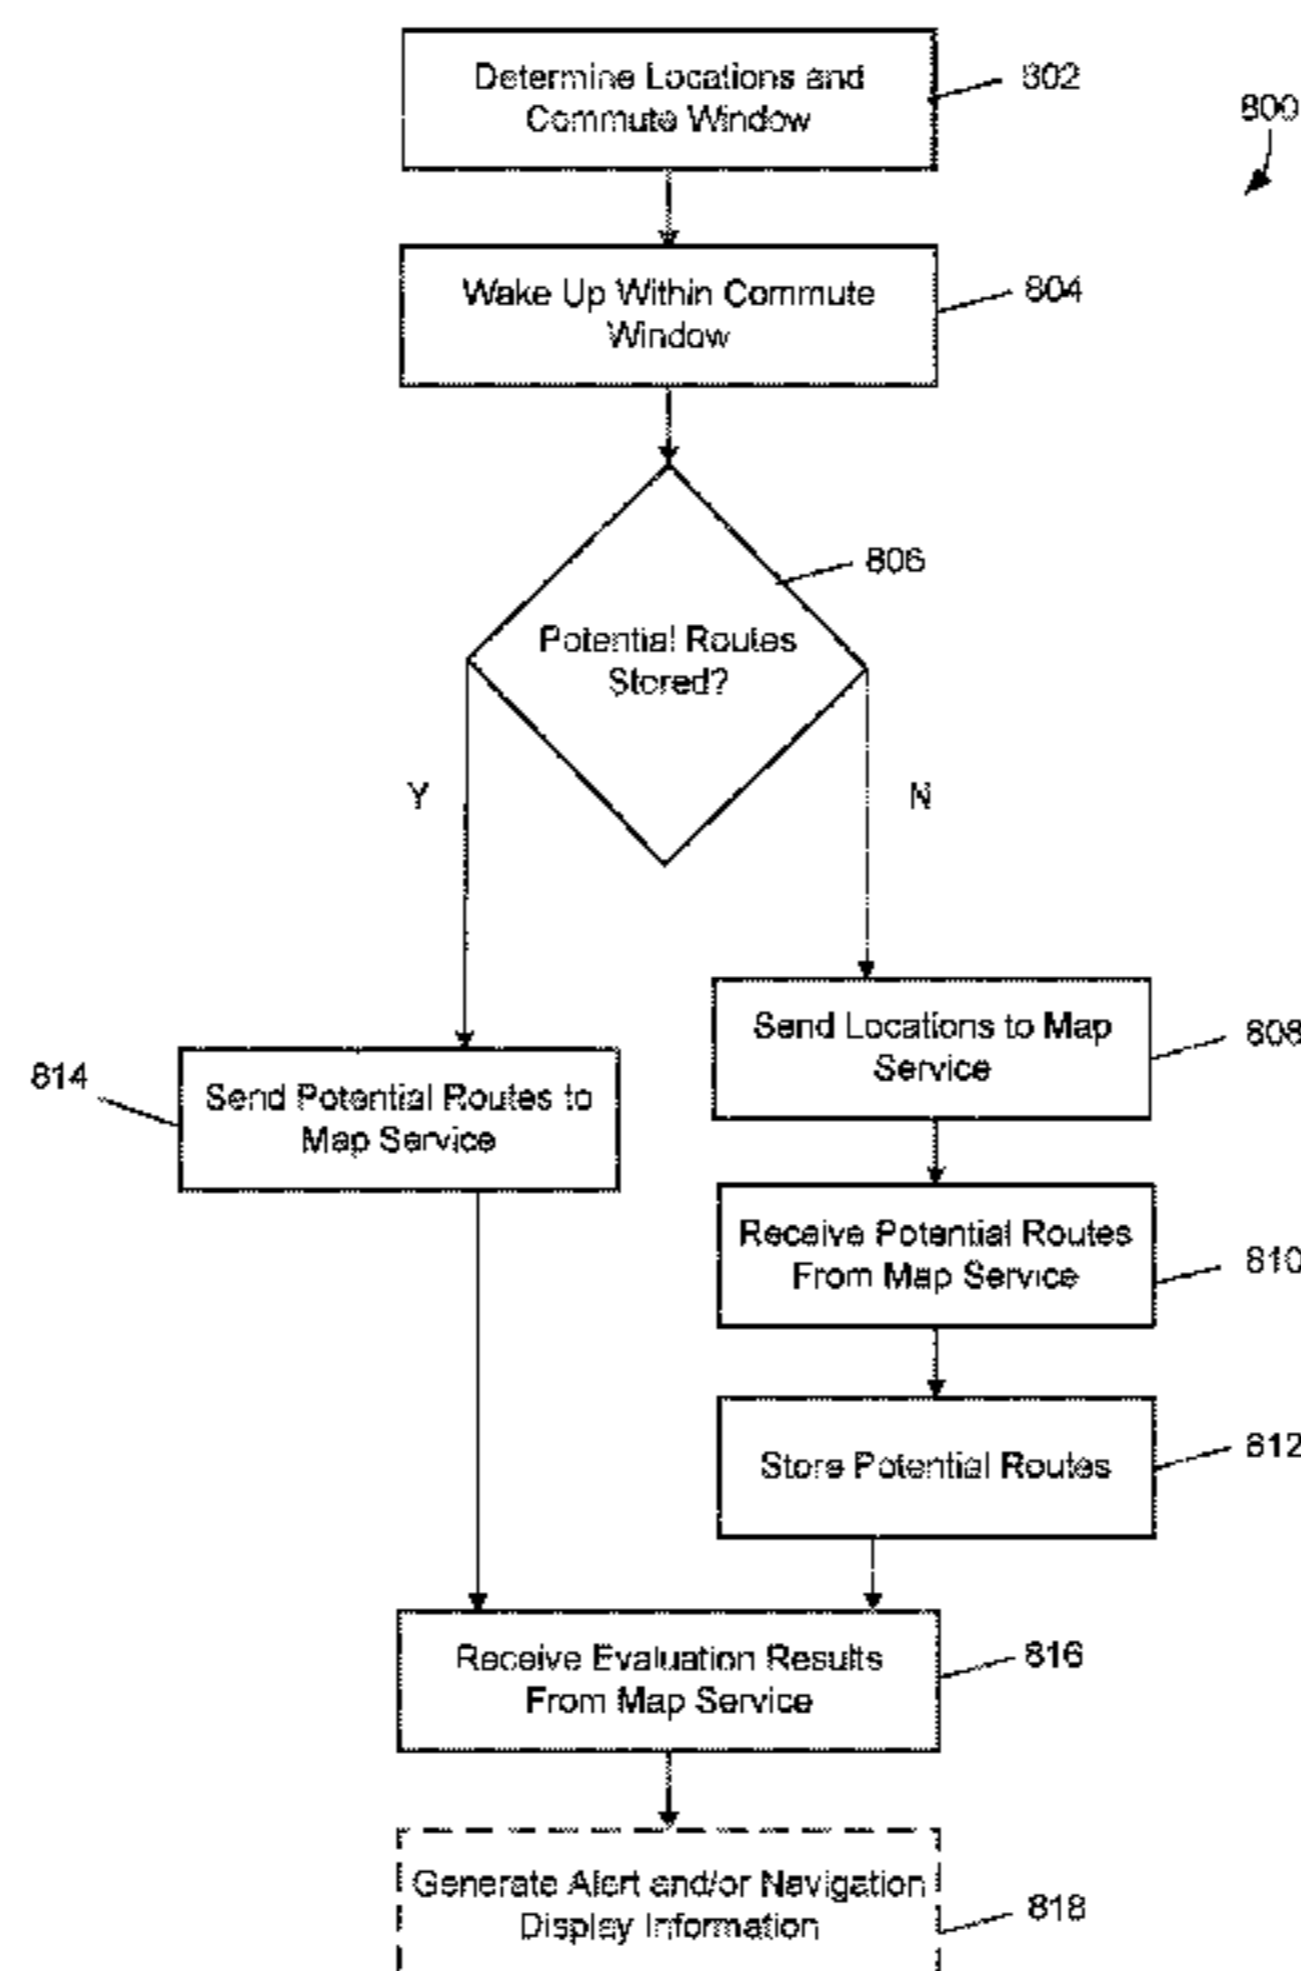 Determine Locations and
Commute Window
802
800
Wake Up Within Commute
Window
804
806
Potential Routes
Stored?
Y
N
Send Locations to Map
Service
808
814
Send Potential Routes to
Map Service
Receive Potential Routes
From Map Service
810
Store Potential Routes
812
Receive Evaluation Results
From Map Service
816
Generate Alert and/or Navigation
Display Information
818